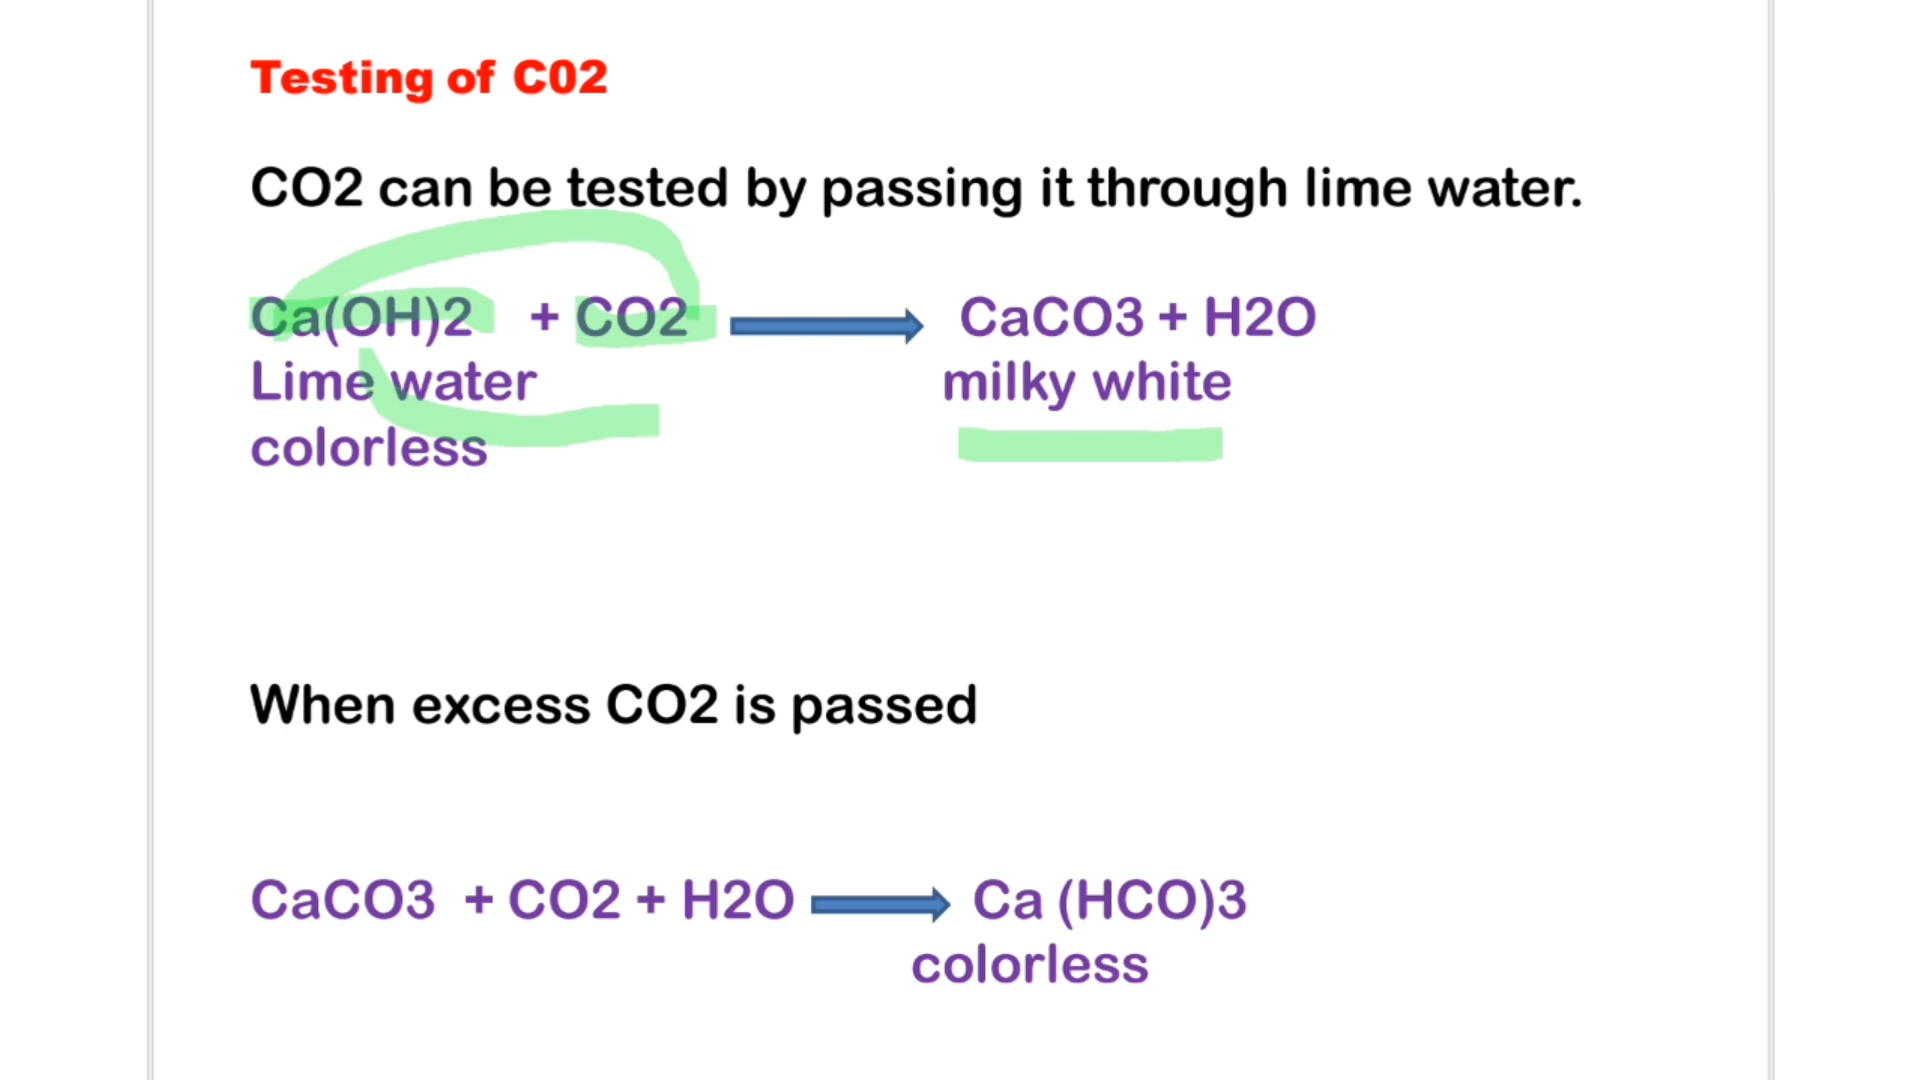 Testing of C02
CO2 can be tested by passing it through lime water.
Ca(OH)2 + CO2 CaCO3 + H2O
Lime water milky white
colorless
When excess CO2 is passed
CaCO3 + CO2 + H2O Ca (HCO)3
colorless